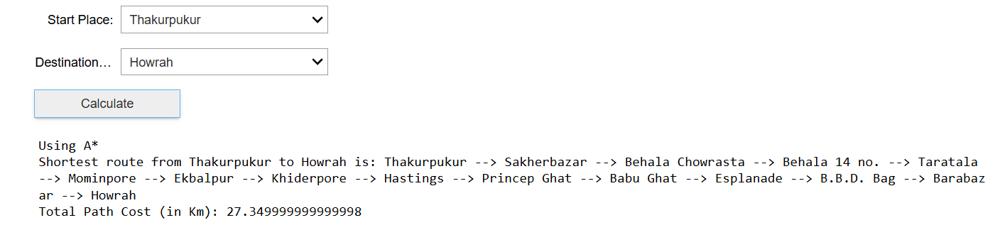 Start Place: Thakurpukur
Destination… Howrah
Calculate
Using A*
Shortest route from Thakurpukur to Howrah is: Thakurpukur --> Sakherbazar --> Behala Chowrasta --> Behala 14 no. --> Taratala
--> Mominpore --> Ekbalpur --> Khiderpore --> Hastings --> Princep Ghat --> Babu Ghat --> Esplanade --> B.B.D. Bag --> Barabaz
ar --> Howrah
Total Path Cost (in Km): 27.349999999999998